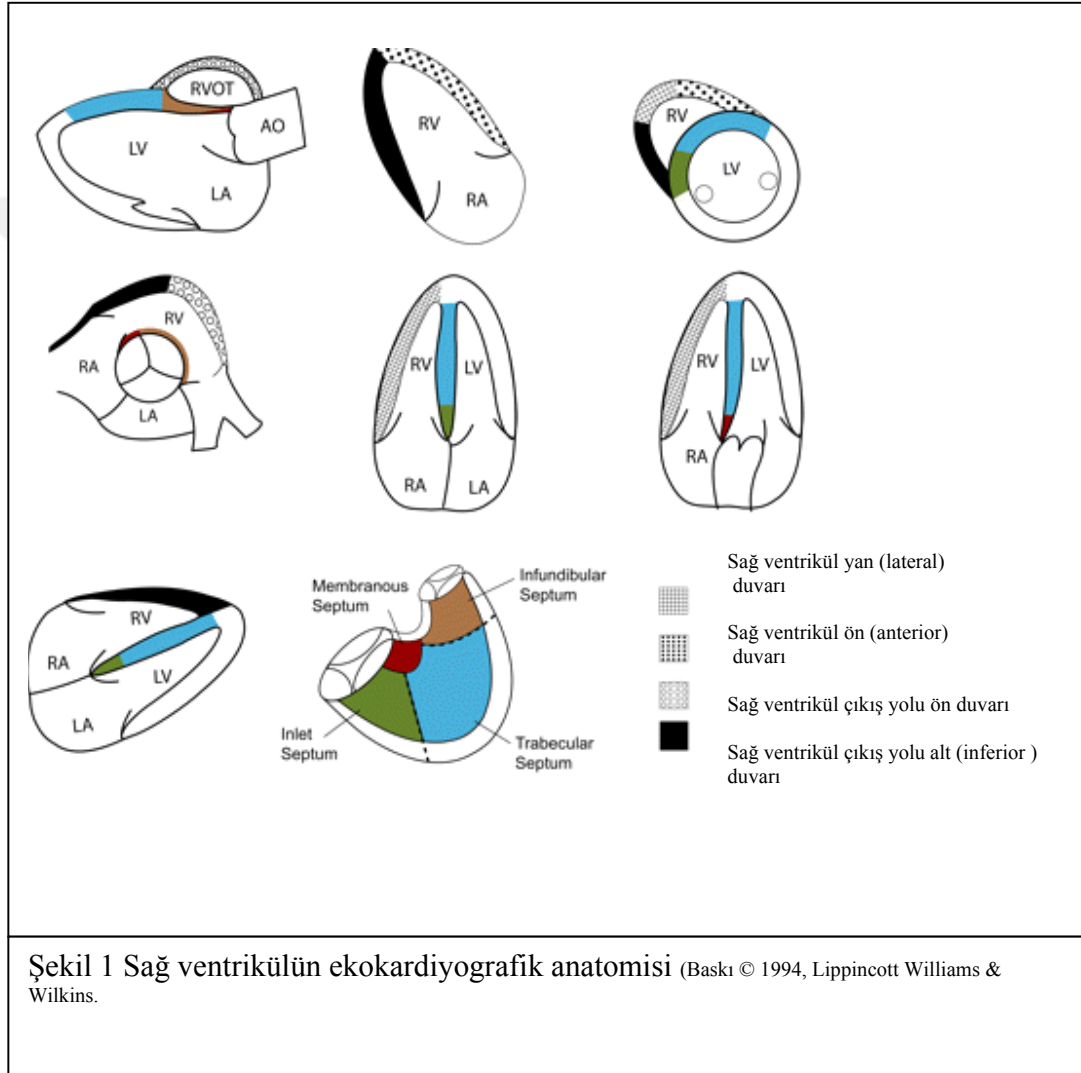 RVOT
AO
LV
LA
RV
RA
RV
LV
RV
RA
LA
RV
LV
RA
LA
RV
LV
RA
RV
RA
LV
LA
Membranous
Septum
Infundibular
Septum
Inlet
Septum
Trabecular
Septum
Sağ ventrikül yan (lateral)
duvarı
Sağ ventrikül ön (anterior)
duvarı
Sağ ventrikül çıkış yolu ön duvarı
Sağ ventrikül çıkış yolu alt (inferior )
duvarı
Şekil 1 Sağ ventrikülün ekokardiyografik anatomisi (Baskı © 1994, Lippincott Williams &
Wilkins.